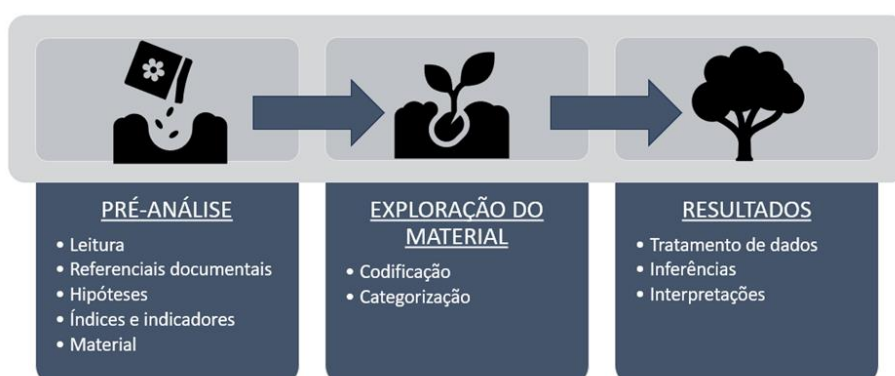 PRÉ-ANÁLISE
• Leitura
• Referenciais documentais
• Hipóteses
• Índices e indicadores
• Material
EXPLORAÇÃO DO
MATERIAL
• Codificação
• Categorização
RESULTADOS
• Tratamento de dados
• Inferências
• Interpretações